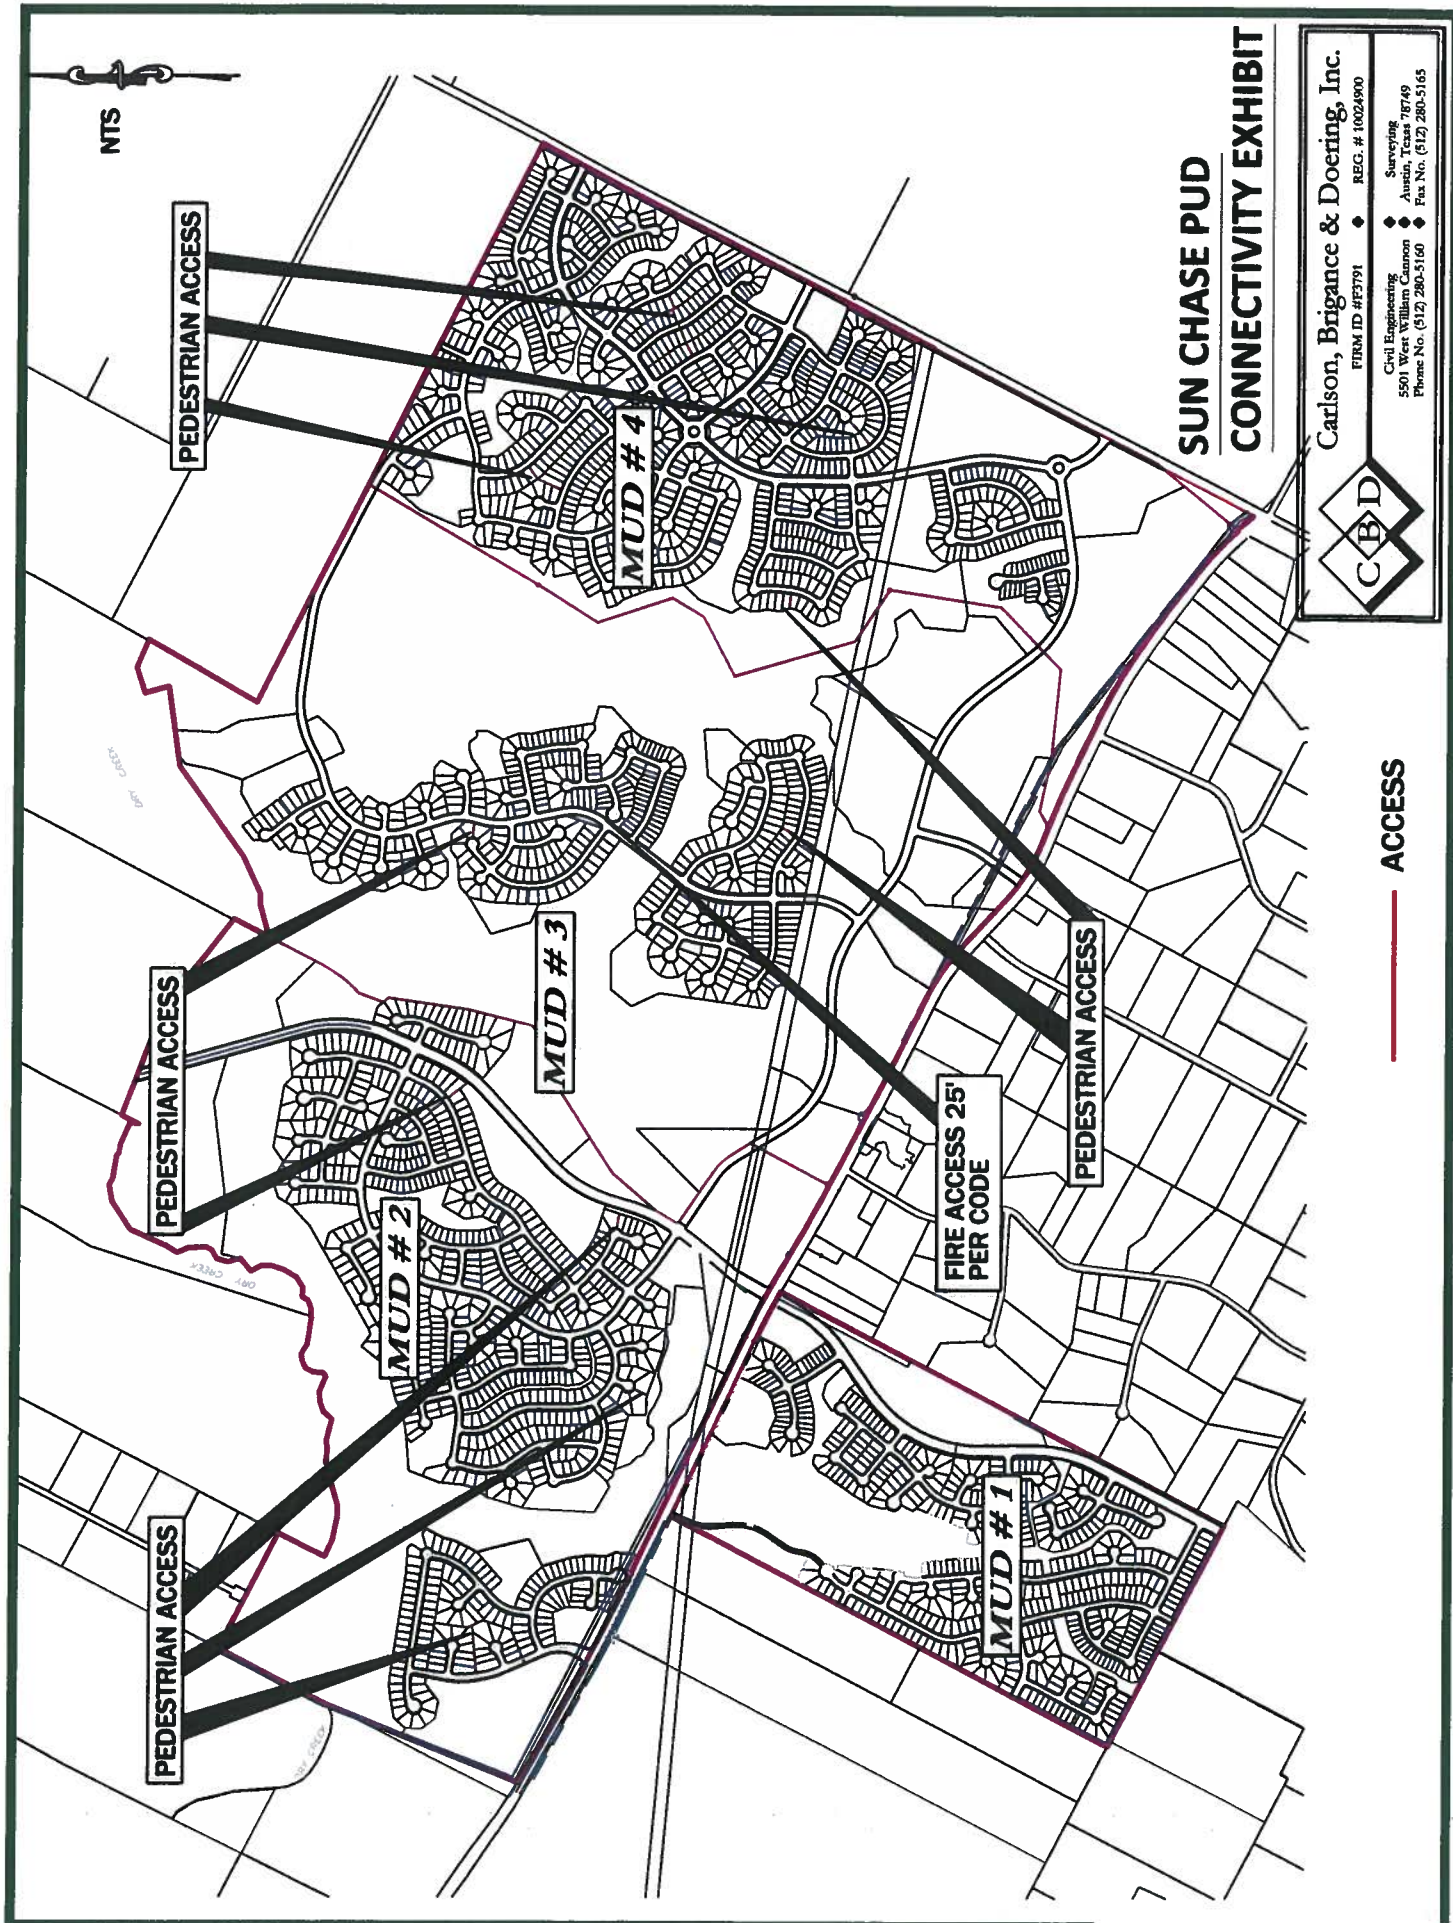 NTS
PEDESTRIAN ACCESS
PEDESTRIAN ACCESS
PEDESTRIAN ACCESS
DRY CREEK
DRY CREEK
DRY CREEK
MUD # 2
MUD # 3
MUD # 4
MUD # 1
FIRE ACCESS 25'
PER CODE
PEDESTRIAN ACCESS
ACCESS
SUN CHASE PUD
CONNECTIVITY EXHIBIT
CBD
Carlson, Brigance & Doering, Inc.
FIRM ID #F3791 ◆ REG. # 10024900
Civil Engineering ◆ Surveying
5501 West William Cannon ◆ Austin, Texas 78749
Phone No. (512) 280-5160 ◆ Fax No. (512) 280-5165